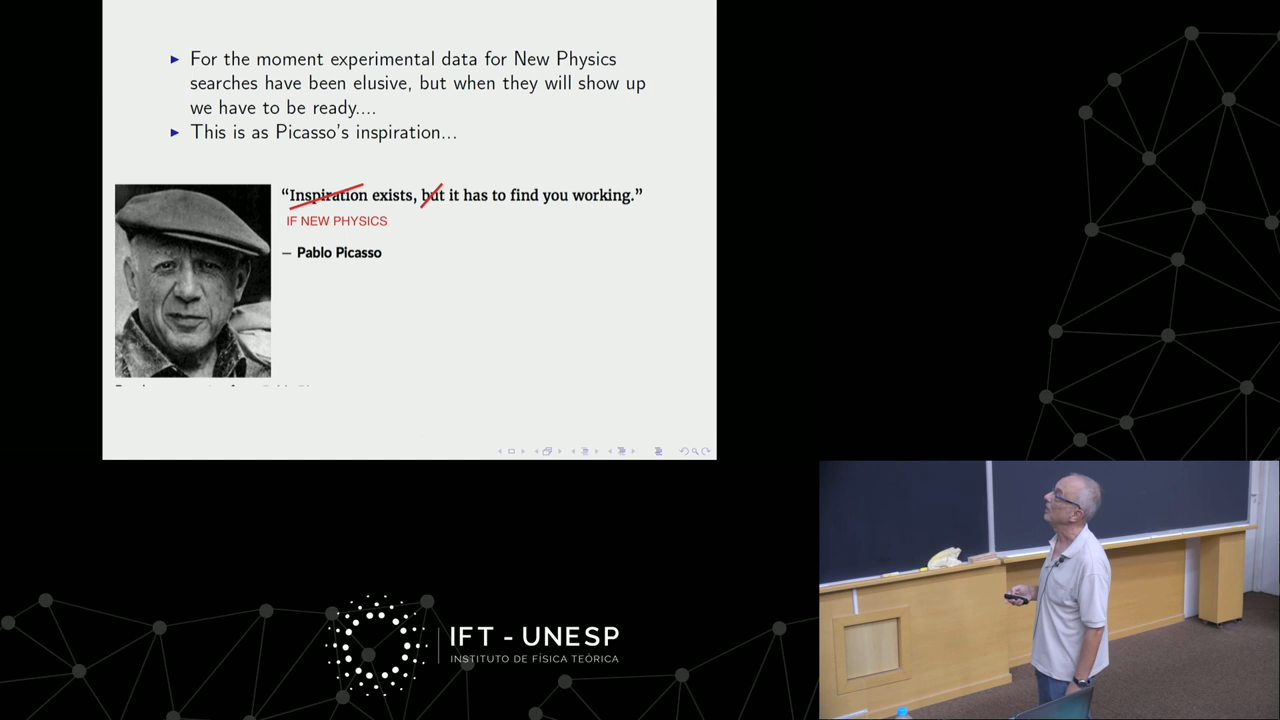 For the moment experimental data for New Physics
searches have been elusive, but when they will show up
we have to be ready....
This is as Picasso's inspiration...
“Inspiration exists, but it has to find you working.”
IF NEW PHYSICS
— Pablo Picasso
IFT - UNESP
INSTITUTO DE FÍSICA TEÓRICA